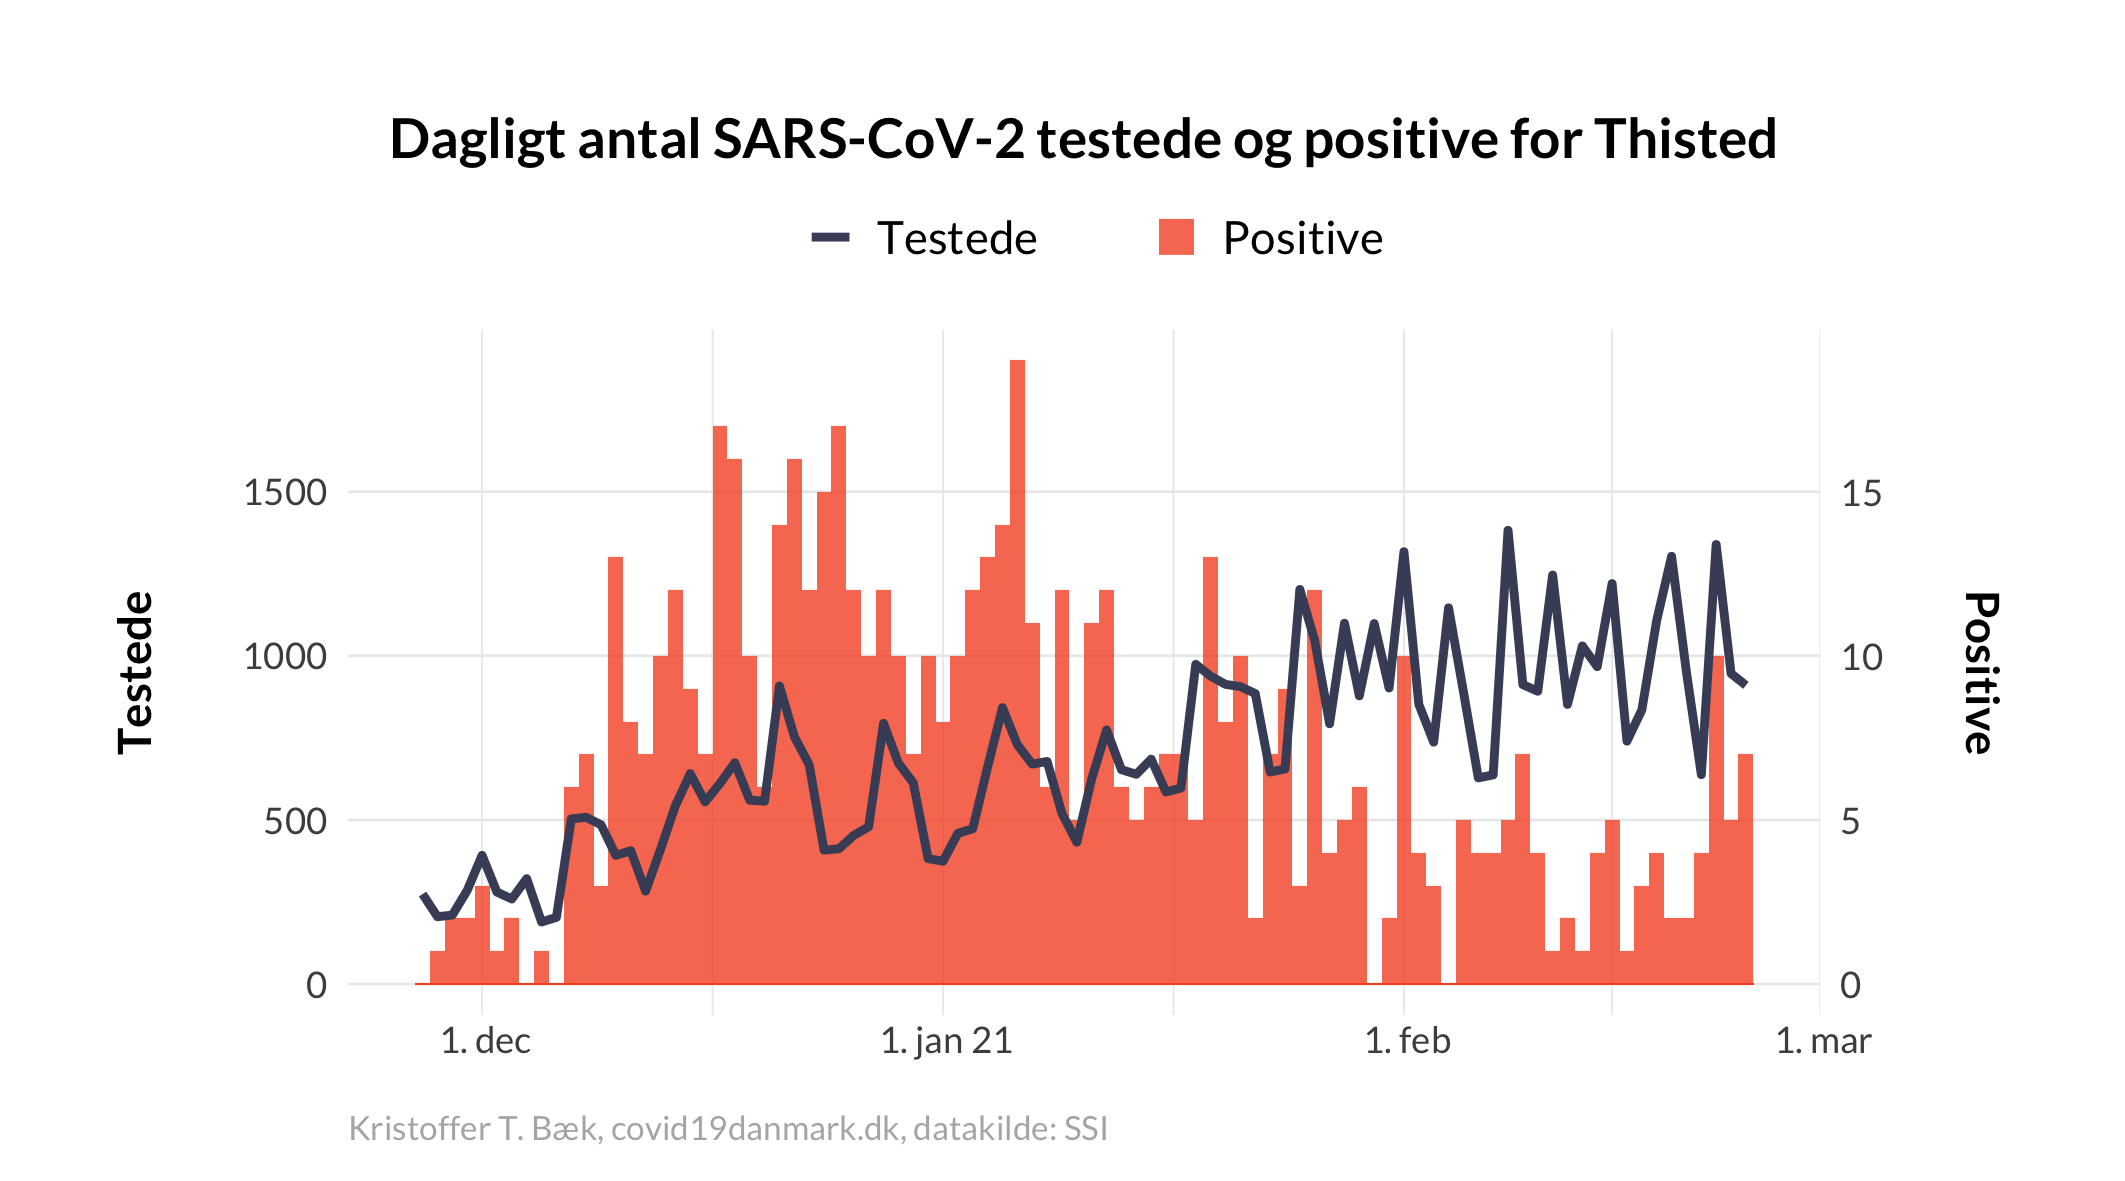 Dagligt antal SARS-CoV-2 testede og positive for Thisted
Testede
Positive
1500
1000
500
0
Testede
15
10
5
0
Positive
1. dec
1. jan 21
1. feb
1. mar
Kristoffer T. Bæk, covid19danmark.dk, datakilde: SSI